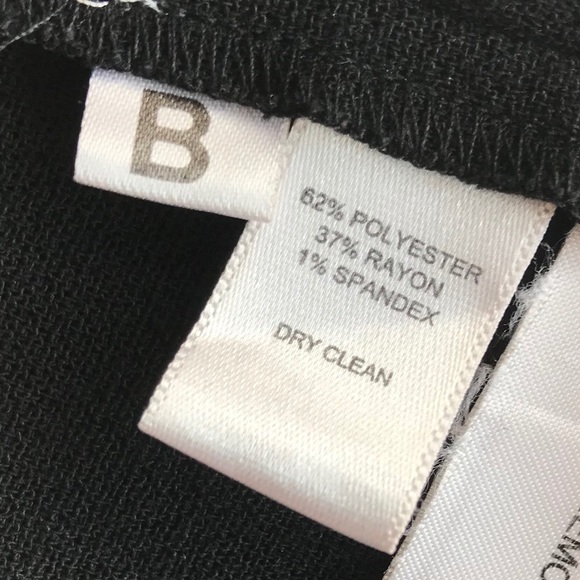 B
62% POLYESTER
37% RAYON
1% SPANDEX
DRY CLEAN